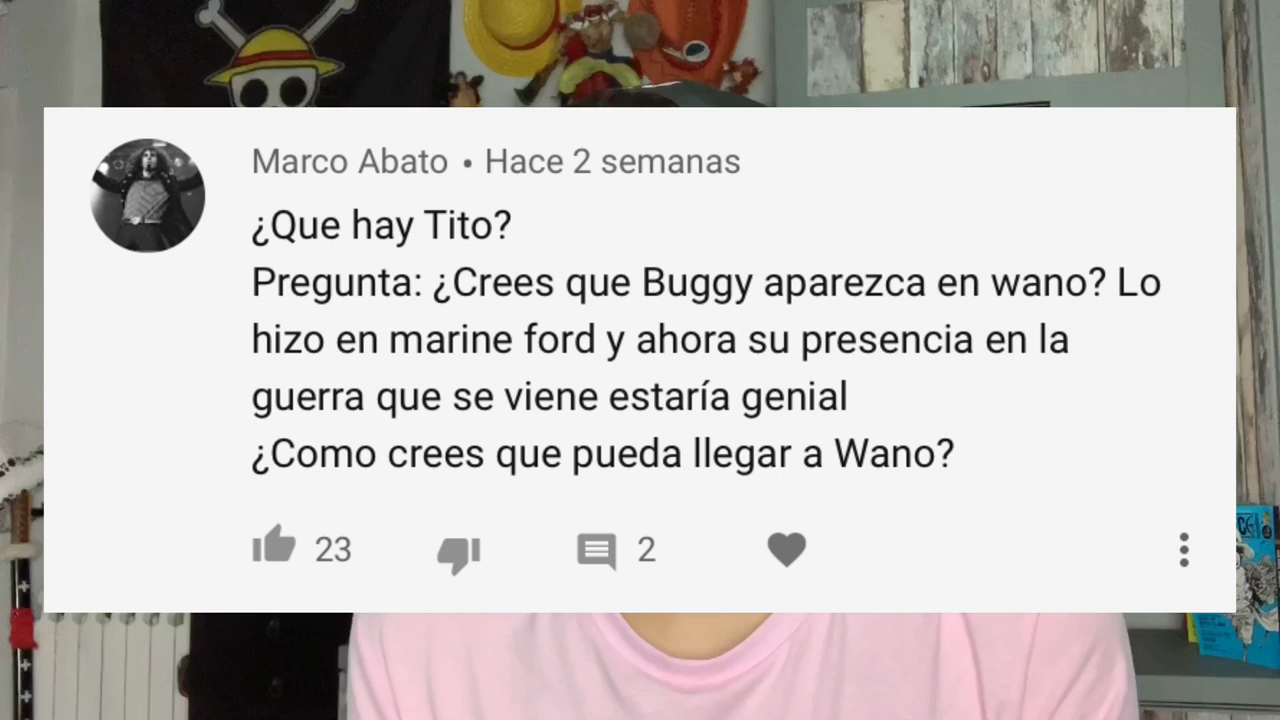 Marco Abato • Hace 2 semanas
¿Que hay Tito?
Pregunta: ¿Crees que Buggy aparezca en wano? Lo
hizo en marine ford y ahora su presencia en la
guerra que se viene estaría genial
¿Como crees que pueda llegar a Wano?
23
2